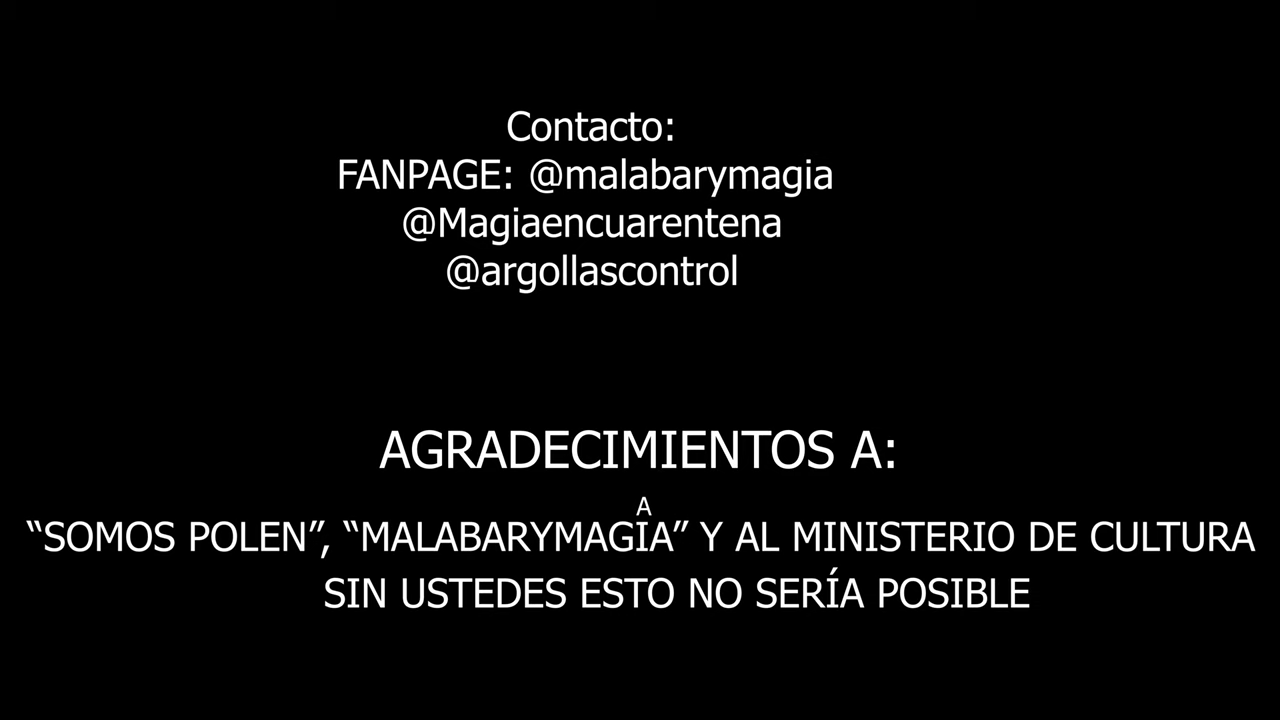 Contacto:
FANPAGE: @malabarymagia
@Magiaencuarentena
@argollascontrol
AGRADECIMIENTOS A:
A
“SOMOS POLEN”, “MALABARYMAGIA” Y AL MINISTERIO DE CULTURA
SIN USTEDES ESTO NO SERÍA POSIBLE